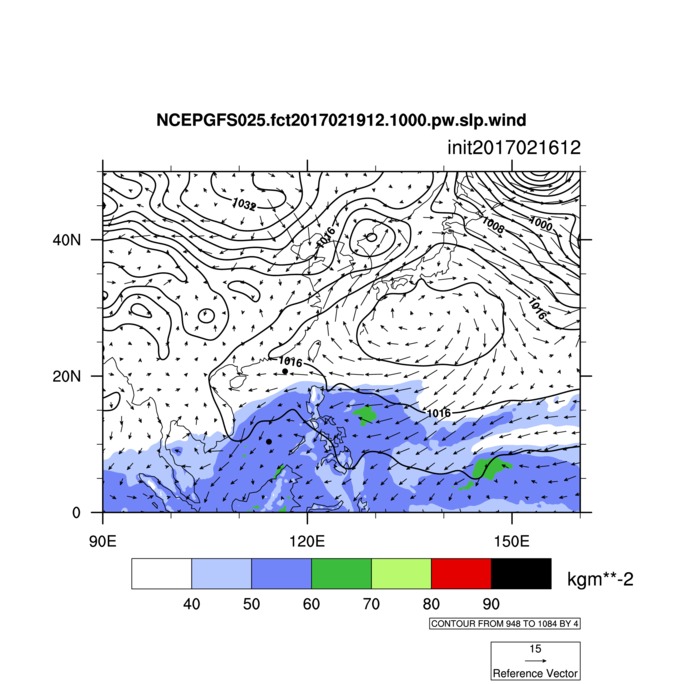 NCEPGFS025.fct2017021912.1000.pw.slp.wind
init2017021612
1032
1016
1008
1000
40N
1016
1016
20N
1016
0
90E
120E
150E
40 50 60 70 80 90
kgm**-2
CONTOUR FROM 948 TO 1084 BY 4
15
Reference Vector